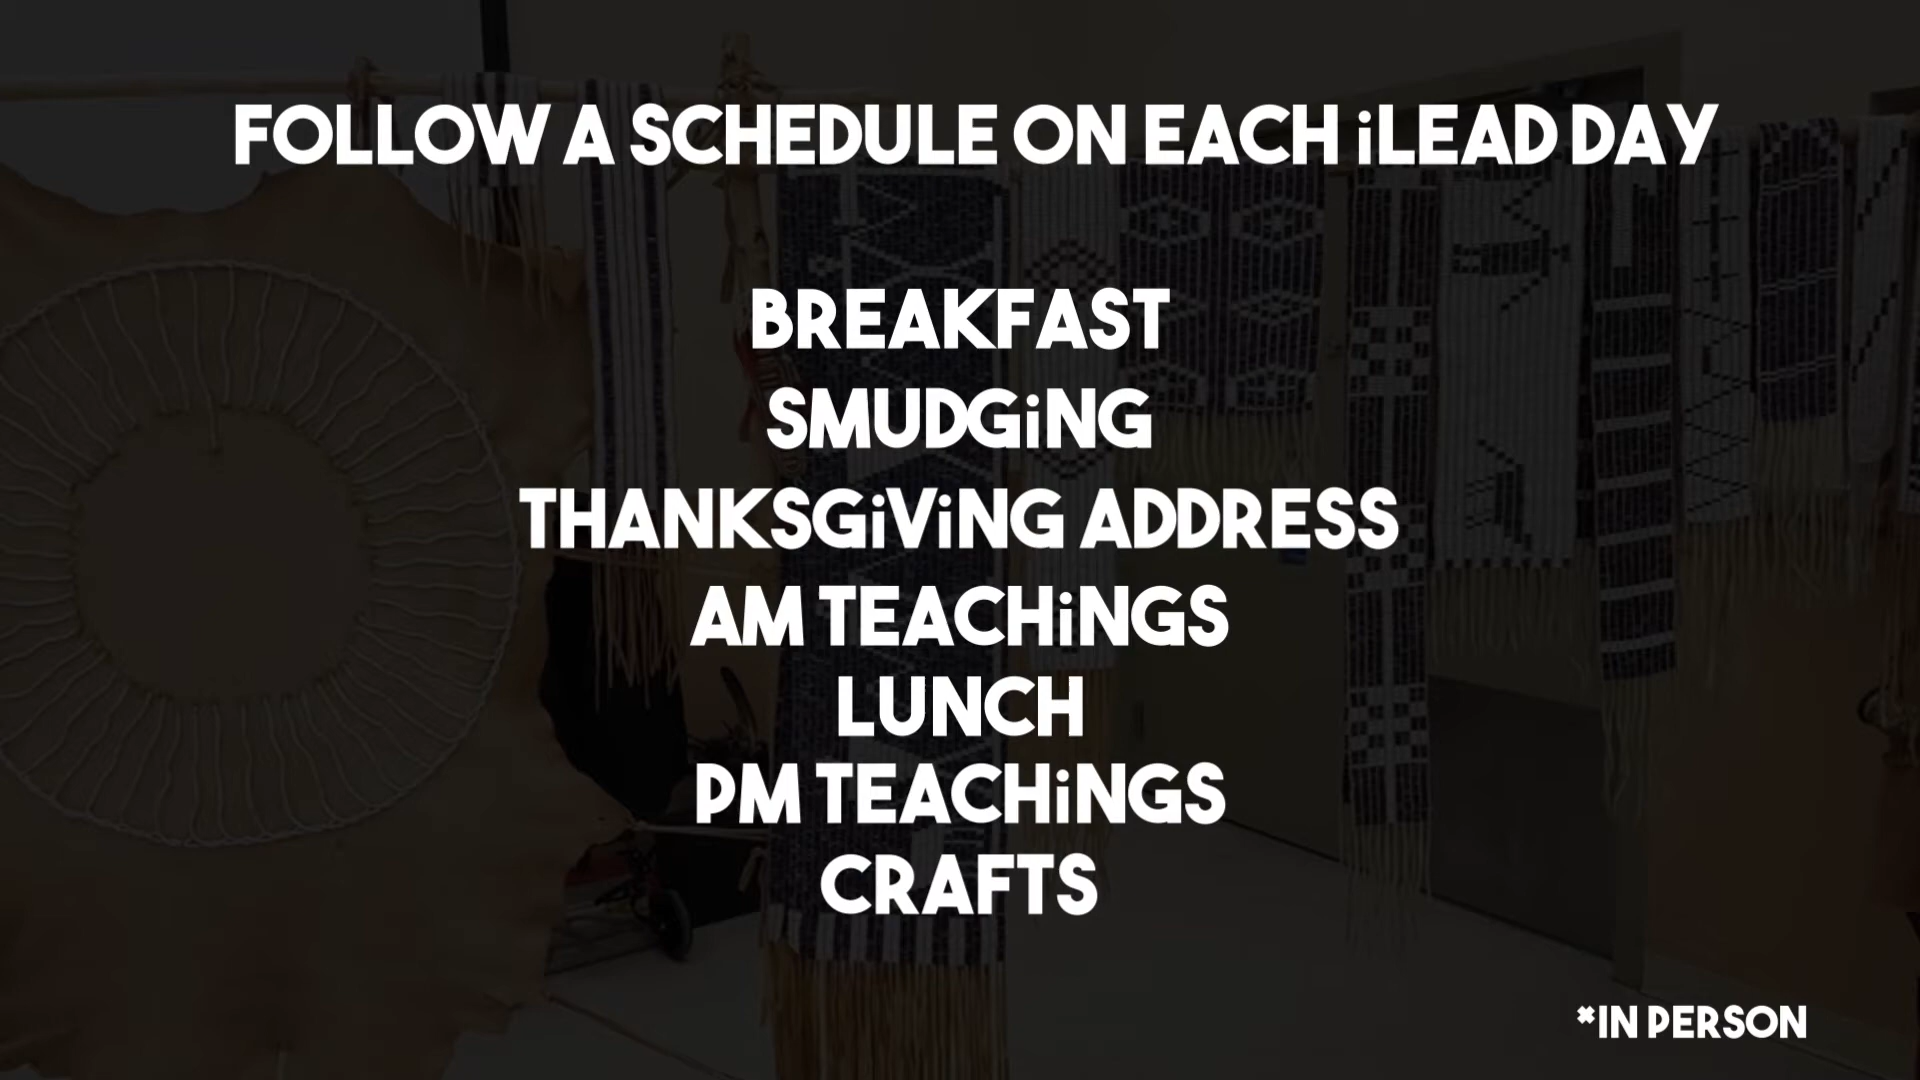 FOLLOW A SCHEDULE ON EACH iLEAD DAY
BREAKFAST
SMUDGiNG
THANKSGiViNG ADDRESS
AM TEACHiNGS
LUNCH
PM TEACHiNGS
CRAFTS
*IN PERSON